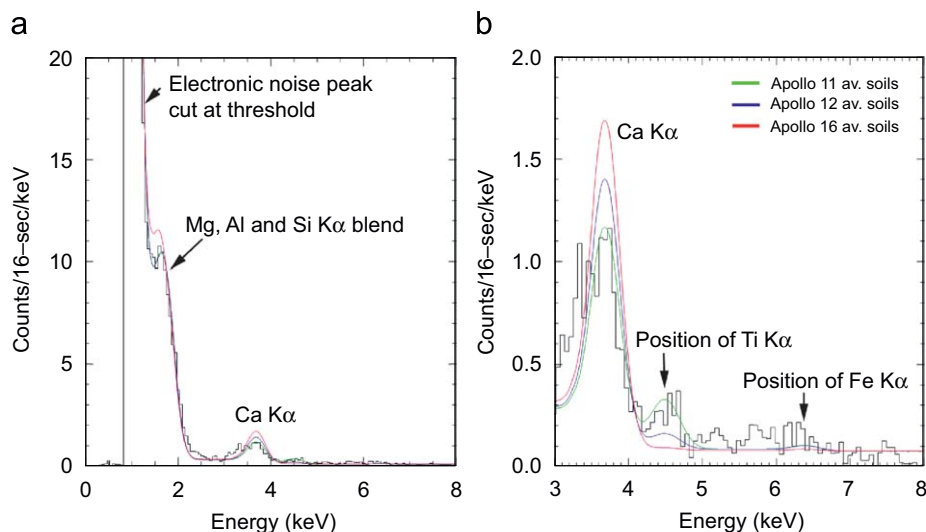 a
20
15
10
5
0
Counts/16–sec/keV
Electronic noise peak
cut at threshold
Mg, Al and Si Kα blend
Ca Kα
0 2 4 6 8
Energy (keV)
b
2.0
1.5
1.0
0.5
0.0
Counts/16–sec/keV
Apollo 11 av. soils
Apollo 12 av. soils
Apollo 16 av. soils
Ca Kα
Position of Ti Kα
Position of Fe Kα
3 4 5 6 7 8
Energy (keV)